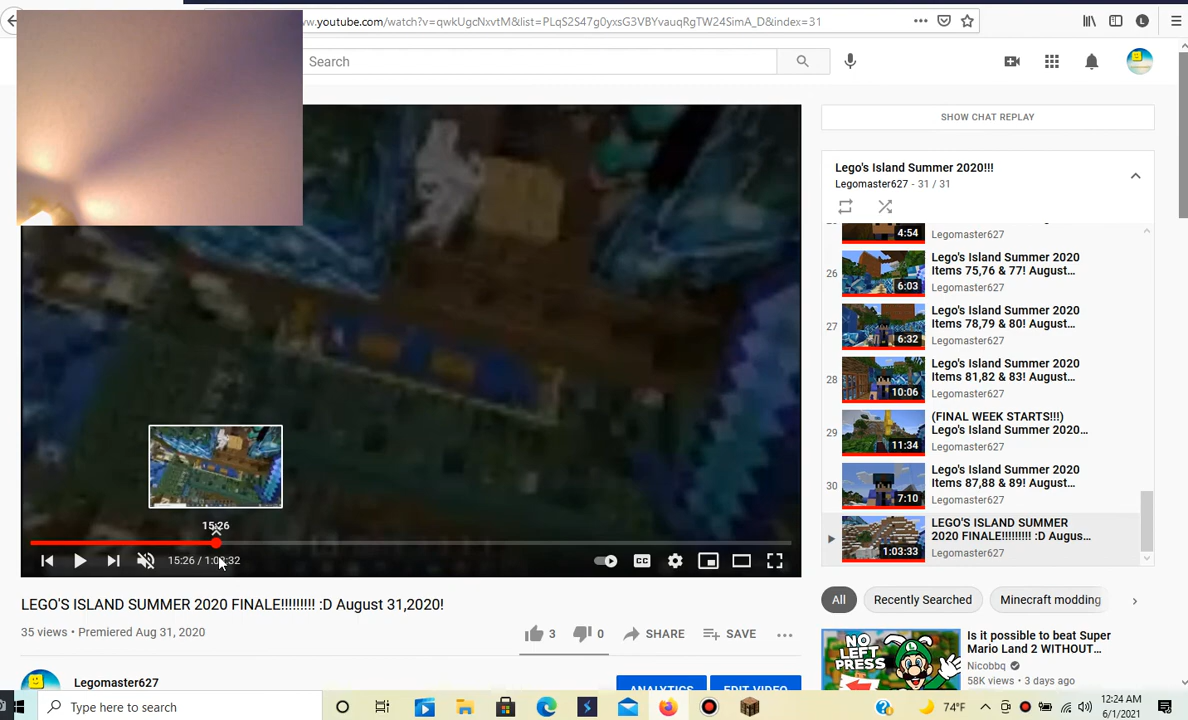 w.youtube.com/watch?v=qwkUgcNxvtM&list=PLqS2S47g0yxsG3VBYvauqRgTW24SimA_D&index=31
Search
SHOW CHAT REPLAY
Lego's Island Summer 2020!!!
Legomaster627 - 31 / 31
4:54
Legomaster627
26
6:03
Lego's Island Summer 2020
Items 75,76 & 77! August...
Legomaster627
27
6:32
Lego's Island Summer 2020
Items 78,79 & 80! August...
Legomaster627
28
10:06
Lego's Island Summer 2020
Items 81,82 & 83! August...
Legomaster627
29
11:34
(FINAL WEEK STARTS!!!)
Lego's Island Summer 2020...
Legomaster627
30
7:10
Lego's Island Summer 2020
Items 87,88 & 89! August...
Legomaster627
1:03:33
LEGO'S ISLAND SUMMER
2020 FINALE!!!!!!!!! :D Augus...
Legomaster627
15:26
15:26 /
CC
LEGO'S ISLAND SUMMER 2020 FINALE!!!!!!!!! :D August 31,2020!
35 views • Premiered Aug 31, 2020
3
0
SHARE
SAVE
Legomaster627
ANALYTICS
EDIT VIDEO
All
Recently Searched
Minecraft modding
NO
LEFT
PRESS
Is it possible to beat Super
Mario Land 2 WITHOUT...
Nicobbq
58K views • 3 days ago
Type here to search
74°F
12:24 AM
6/1/2021